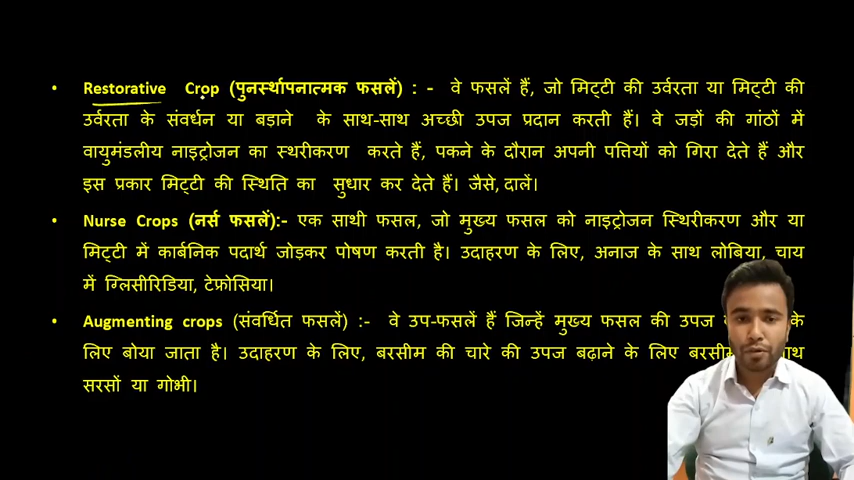 • Restorative Crop (पुनर्स्थापनात्मक फसलें) : - वे फसलें हैं, जो मिट्टी की उर्वरता या मिट्टी की
उर्वरता के संवर्धन या बड़ाने के साथ-साथ अच्छी उपज प्रदान करती हैं। वे जड़ों की गांठों में
वायुमंडलीय नाइट्रोजन का स्थरीकरण करते हैं, पकने के दौरान अपनी पत्तियों को गिरा देते हैं और
इस प्रकार मिट्टी की स्थिति का सुधार कर देते हैं। जैसे, दालें।
• Nurse Crops (नर्स फसलें):- एक साथी फसल, जो मुख्य फसल को नाइट्रोजन स्थिरीकरण और या
मिट्टी में कार्बनिक पदार्थ जोड़कर पोषण करती है। उदाहरण के लिए, अनाज के साथ लोबिया, चाय
में ग्लिसीरिडिया, टेफ्रोसिया।
• Augmenting crops (संवर्धित फसलें) :- वे उप-फसलें हैं जिन्हें मुख्य फसल की उपज के
लिए बोया जाता है। उदाहरण के लिए, बरसीम की चारे की उपज बढ़ाने के लिए
सरसों या गोभी।